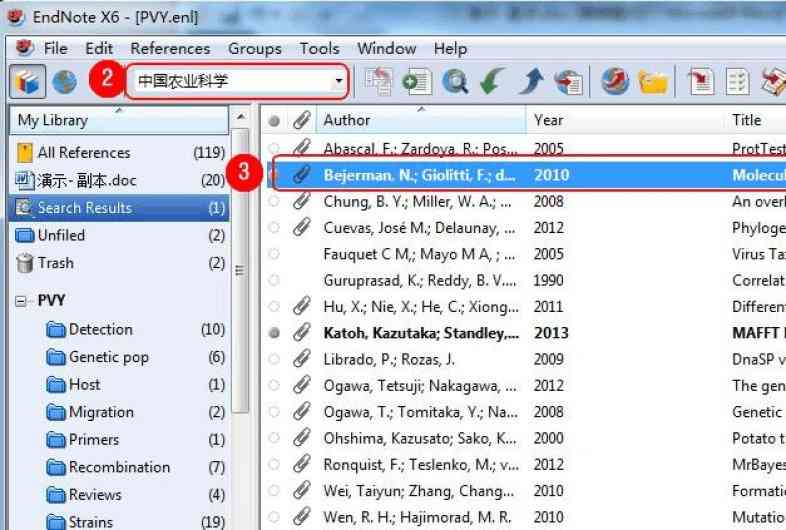 EndNote X6 - [PVY.enl]
File Edit References Groups Tools Window Help
2 中国农业科学
My Library
All References (119)
演示- 副本.doc (20)
Search Results (1)
Unfiled (2)
Trash (2)
PVY
Detection (10)
Genetic pop (6)
Host (1)
Migration (2)
Primers (1)
Recombination (7)
Reviews (4)
Strains (19)
Author Year Title
Abascal, F.; Zardoya, R.; Pos... 2005 ProtTest
3 Bejerman, N.; Giolitti, F.; d... 2010 Molecul
Chung, B. Y.; Miller, W. A.; ... 2008 An overl
Cuevas, José M.; Delaunay, ... 2012 Phyloge
Fauquet C M,; Mayo M A, ; ... 2005 Virus Ta
Guruprasad, K.; Reddy, B. V.... 1990 Correlat
Hu, X.; Nie, X.; He, C.; Xiong... 2011 Differen
Katoh, Kazutaka; Standley,... 2013 MAFFT
Librado, P.; Rozas, J. 2009 DnaSP v
Ogawa, Tetsuji; Nakagawa, ... 2012 The gen
Ogawa, T.; Tomitaka, Y.; Na... 2008 Genetic
Ohshima, Kazusato; Sako, K... 2000 Potato t
Ronquist, F.; Teslenko, M.; v... 2012 MrBayes
Wei, Taiyun; Zhang, Chang... 2010 Formati
Wen, R. H.; Hajimorad, M. R. 2010 Mutatio